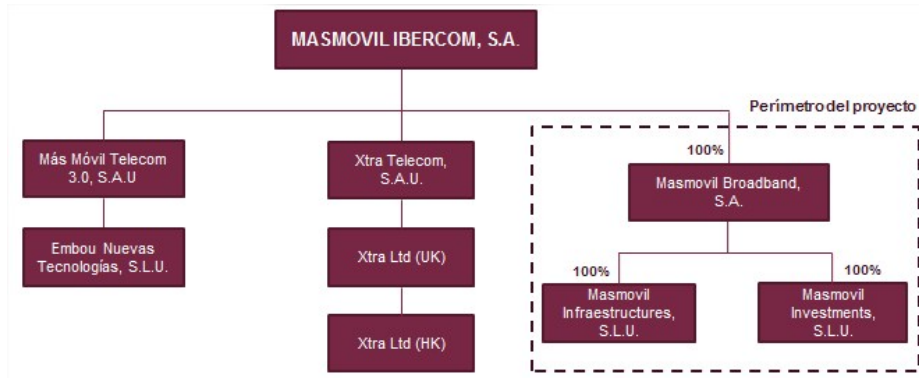 MASMOVIL IBERCOM, S.A.
Perímetro del proyecto
Más Móvil Telecom
3.0, S.A.U
Xtra Telecom,
S.A.U.
100%
Masmovil Broadband,
S.A.
Embou Nuevas
Tecnologías, S.L.U.
Xtra Ltd (UK)
100%
100%
Masmovil
Infraestructures,
S.L.U.
Masmovil
Investments,
S.L.U.
Xtra Ltd (HK)